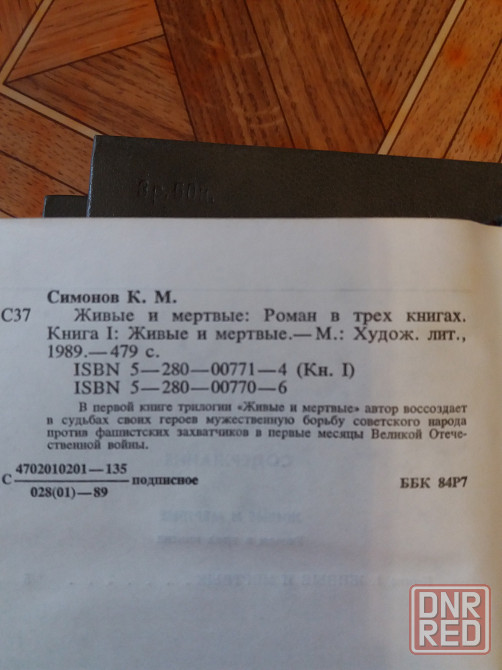 6р.60к.
Симонов К. М.
С37 Живые и мертвые: Роман в трех книгах.
Книга I: Живые и мертвые.— М.: Худож. лит.,
1989.— 479 с.
ISBN 5—280—00771—4 (Кн. I)
ISBN 5—280—00770—6
В первой книге трилогии «Живые и мертвые» автор воссоздает
в судьбах своих героев мужественную борьбу советского народа
против фашистских захватчиков в первые месяцы Великой Отече-
ственной войны.
С 4702010201—135
028(01)—89
подписное ББК 84Р7
DNR
RED